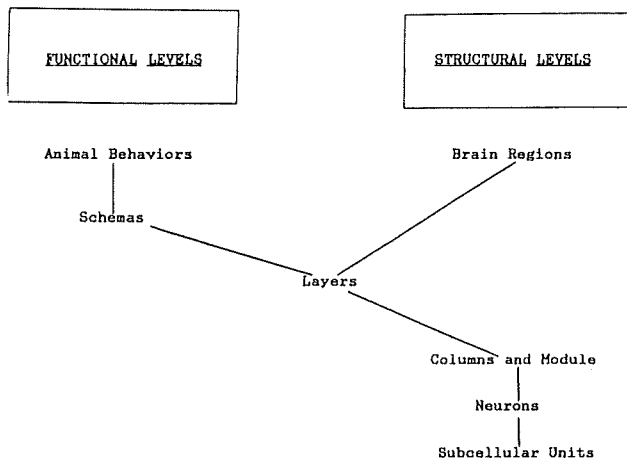 FUNCTIONAL LEVELS
STRUCTURAL LEVELS
Animal Behaviors
Brain Regions
Schemas
Layers
Columns and Module
Neurons
Subcellular Units